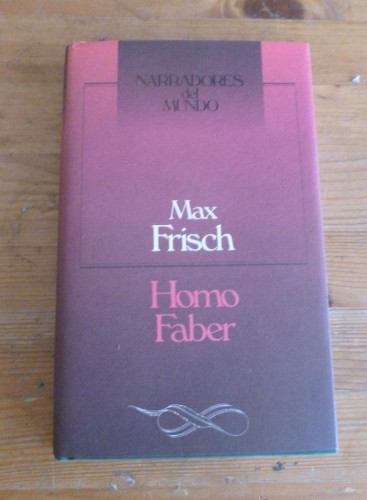 NARRADORES
del
MUNDO
Max
Frisch
Homo
Faber